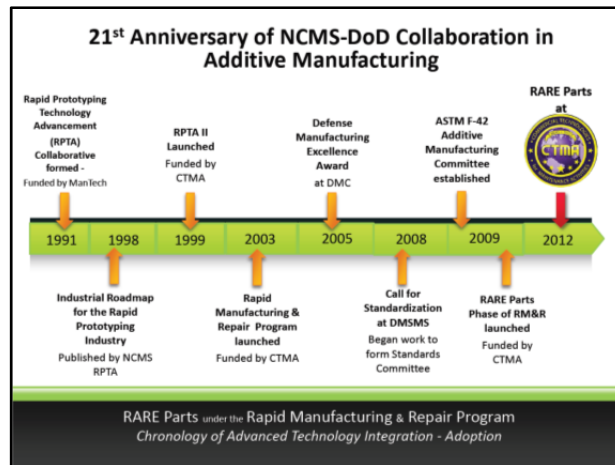 21st Anniversary of NCMS-DoD Collaboration in
Additive Manufacturing
Rapid Prototyping
Technology
Advancement
(RPTA)
Collaborative
formed -
Funded by ManTech
RPTA II
Launched
Funded by
CTMA
Defense
Manufacturing
Excellence
Award
at DMC
ASTM F-42
Additive
Manufacturing
Committee
established
RARE Parts
at
CTMA
1991 1998 1999 2003 2005 2008 2009 2012
Industrial Roadmap
for the Rapid
Prototyping
Industry
Published by NCMS
RPTA
Rapid
Manufacturing &
Repair Program
launched
Funded by CTMA
Call for
Standardization
at DMSMS
Began work to
form Standards
Committee
RARE Parts
Phase of RM&R
launched
Funded by
CTMA
RARE Parts under the Rapid Manufacturing & Repair Program
Chronology of Advanced Technology Integration - Adoption